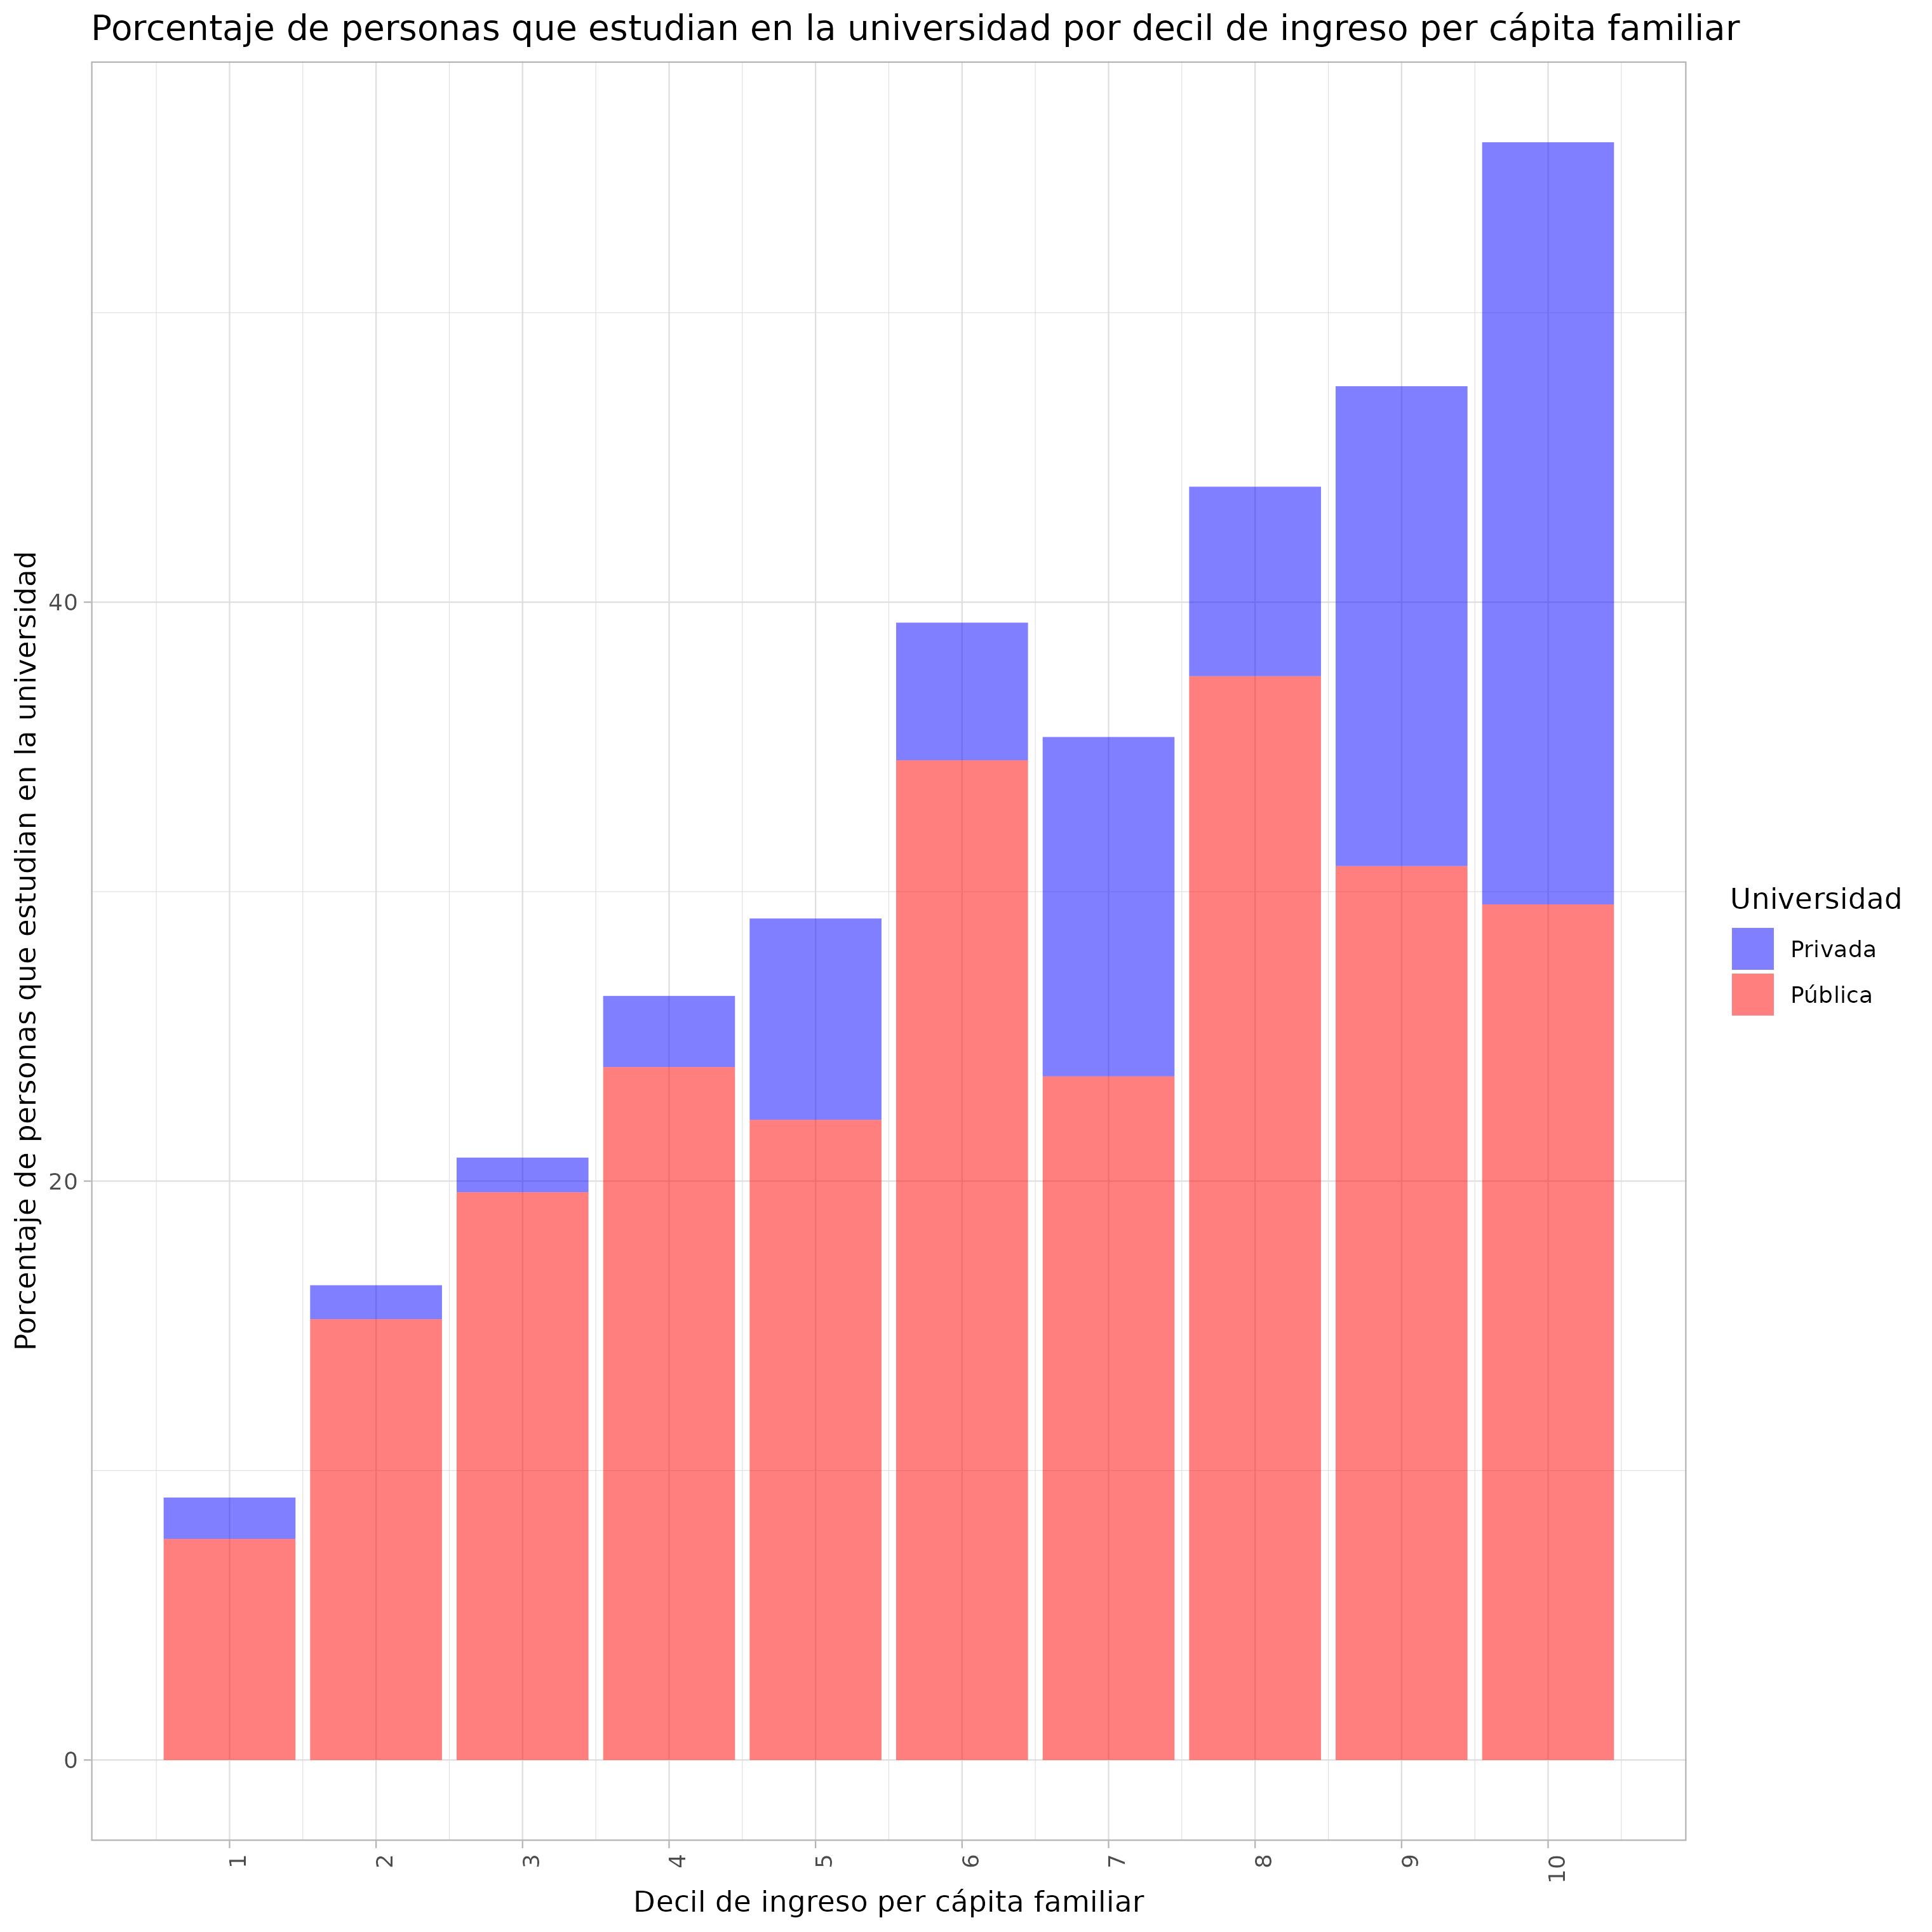 Porcentaje de personas que estudian en la universidad por decil de ingreso per cápita familiar
Porcentaje de personas que estudian en la universidad
40
20
0
Universidad
Privada
Pública
1 2 3 4 5 6 7 8 9 10
Decil de ingreso per cápita familiar